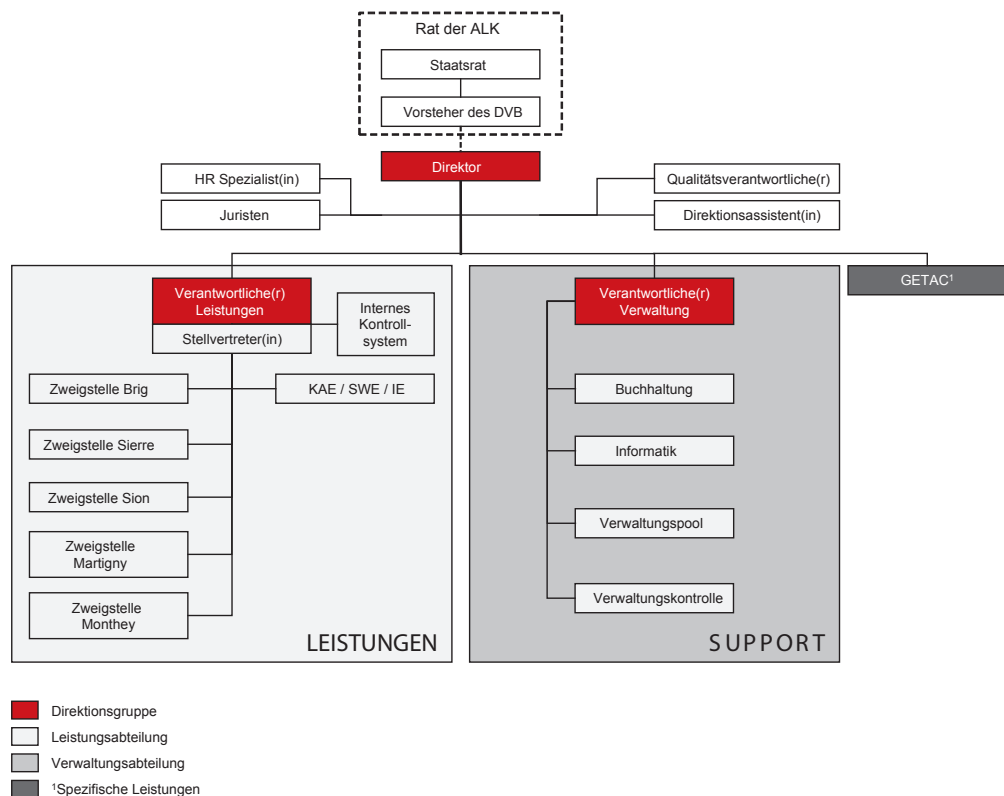 Rat der ALK
Staatsrat
Vorsteher des DVB
Direktor
HR Spezialist(in)
Qualitätsverantwortliche(r)
Juristen
Direktionsassistent(in)
Verantwortliche(r)
Leistungen
Stellvertreter(in)
Internes
Kontroll-
system
Zweigstelle Brig
KAE / SWE / IE
Zweigstelle Sierre
Zweigstelle Sion
Zweigstelle
Martigny
Zweigstelle
Monthey
LEISTUNGEN
Verantwortliche(r)
Verwaltung
Buchhaltung
Informatik
Verwaltungspool
Verwaltungskontrolle
SUPPORT
GETAC¹
Direktionsgruppe
Leistungsabteilung
Verwaltungsabteilung
¹Spezifische Leistungen